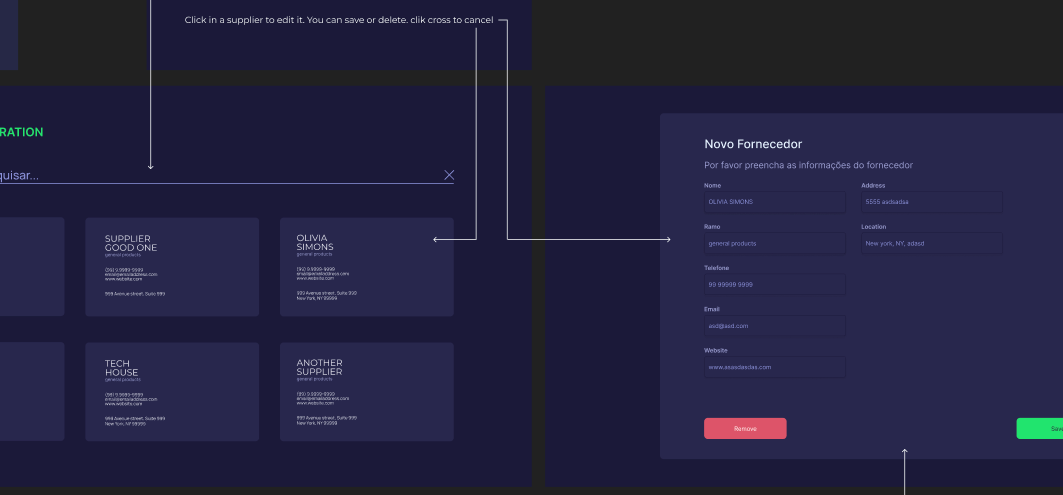 Click in a supplier to edit it. You can save or delete. clik cross to cancel
RATION
quisar...
SUPPLIER
GOOD ONE
general products
(99) 9 9999-9999
email@emailaddress.com
www.website.com
999 Avenue street, Suite 999
OLIVIA
SIMONS
general products
(99) 9 9999-9999
email@emailaddress.com
www.website.com
999 Avenue street, Suite 999
New York, NY 99999
TECH
HOUSE
general products
(99) 9 9999-9999
email@emailaddress.com
www.website.com
999 Avenue street, Suite 999
New York, NY 99999
ANOTHER
SUPPLIER
general products
(99) 9 9999-9999
email@emailaddress.com
www.website.com
999 Avenue street, Suite 999
New York, NY 99999
Novo Fornecedor
Por favor preencha as informações do fornecedor
Nome
OLIVIA SIMONS
Address
5555 asdsadsa
Ramo
general products
Location
New york, NY, adasd
Telefone
99 99999 9999
Email
asd@asd.com
Website
www.asasdasdas.com
Remove
Save